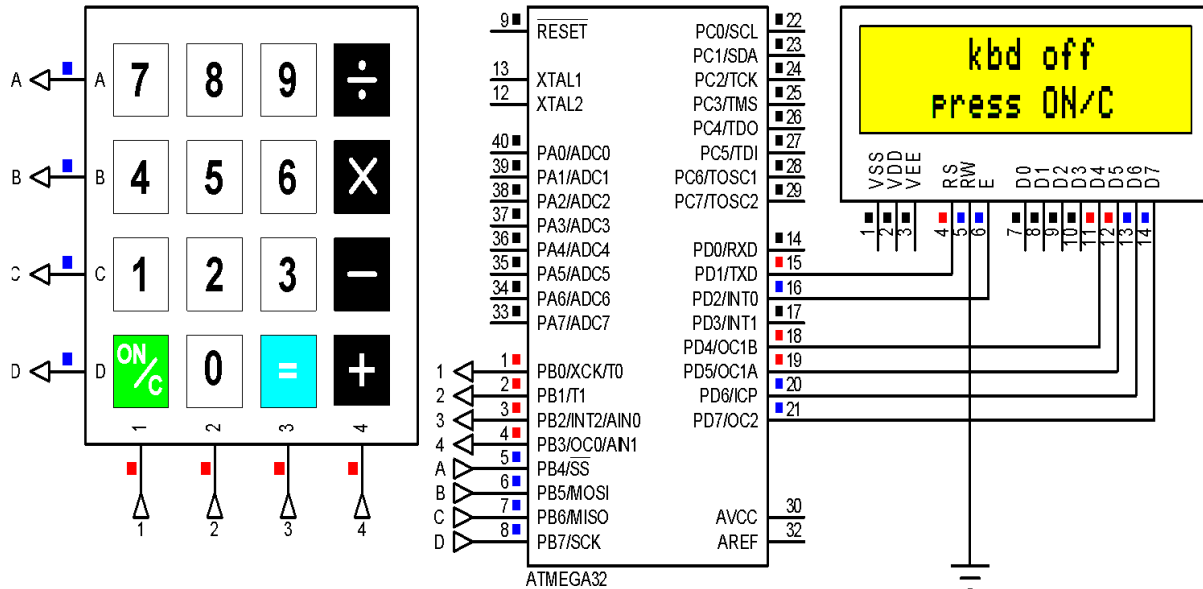 A A 7 8 9 ÷
B B 4 5 6 ×
C C 1 2 3 −
D D ON/C 0 = +
1 2 3 4
1 2 3 4
9 RESET
13 XTAL1
12 XTAL2
40 PA0/ADC0
39 PA1/ADC1
38 PA2/ADC2
37 PA3/ADC3
36 PA4/ADC4
35 PA5/ADC5
34 PA6/ADC6
33 PA7/ADC7
1 1 PB0/XCK/T0
2 2 PB1/T1
3 3 PB2/INT2/AIN0
4 4 PB3/OC0/AIN1
A 5 PB4/SS
B 6 PB5/MOSI
C 7 PB6/MISO
D 8 PB7/SCK
PC0/SCL 22
PC1/SDA 23
PC2/TCK 24
PC3/TMS 25
PC4/TDO 26
PC5/TDI 27
PC6/TOSC1 28
PC7/TOSC2 29
PD0/RXD 14
PD1/TXD 15
PD2/INT0 16
PD3/INT1 17
PD4/OC1B 18
PD5/OC1A 19
PD6/ICP 20
PD7/OC2 21
AVCC 30
AREF 32
ATMEGA32
kbd off
press ON/C
VSS VDD VEE RS RW E D0 D1 D2 D3 D4 D5 D6 D7
1 2 3 4 5 6 7 8 9 10 11 12 13 14